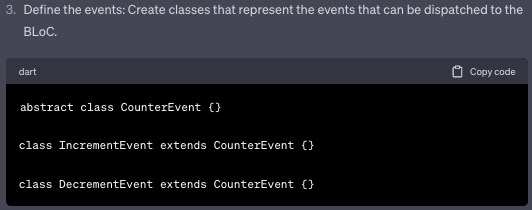 3. Define the events: Create classes that represent the events that can be dispatched to the
BLoC.
dart Copy code
abstract class CounterEvent {}
class IncrementEvent extends CounterEvent {}
class DecrementEvent extends CounterEvent {}